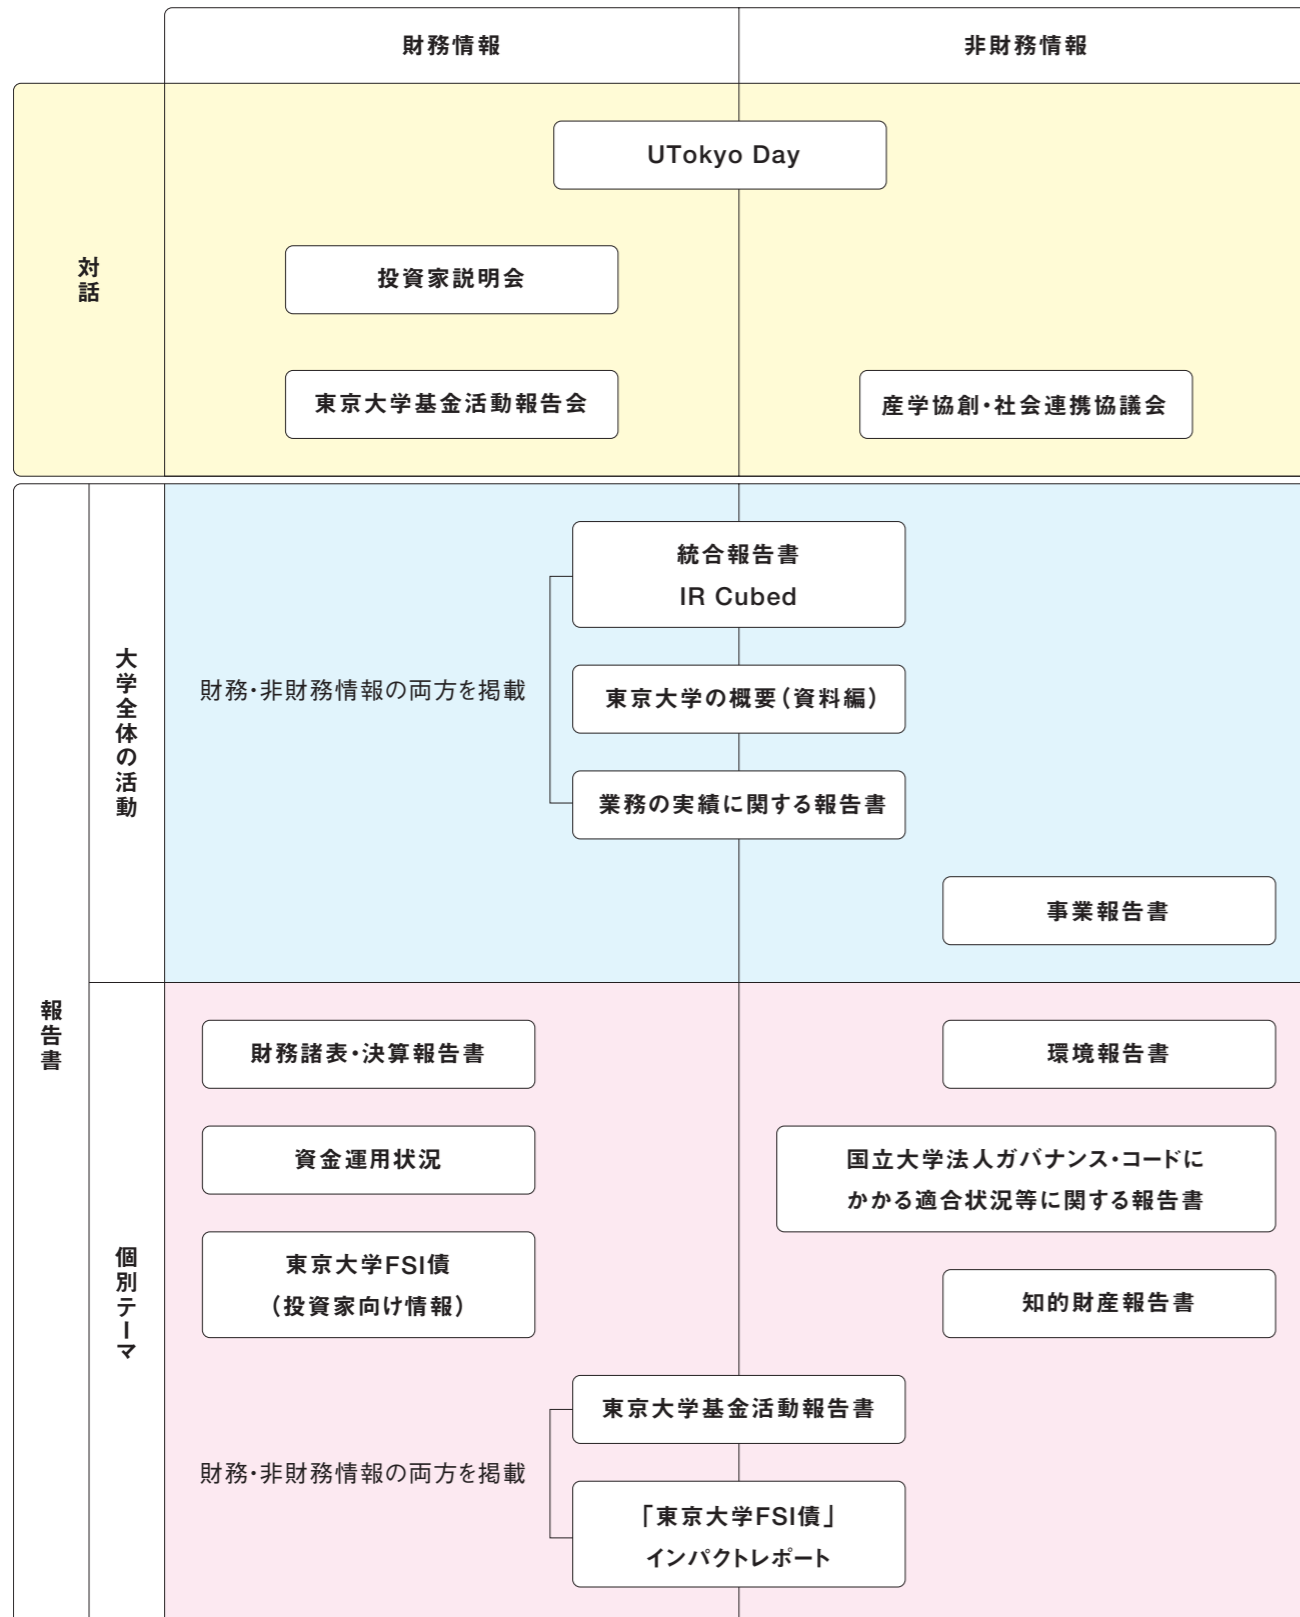 財務情報
非財務情報
対話
UTokyo Day
投資家説明会
東京大学基金活動報告会
産学協創・社会連携協議会
報告書
大学全体の活動
統合報告書
IR Cubed
財務・非財務情報の両方を掲載
東京大学の概要（資料編）
業務の実績に関する報告書
事業報告書
個別テーマ
財務諸表・決算報告書
環境報告書
資金運用状況
国立大学法人ガバナンス・コードに
かかる適合状況等に関する報告書
東京大学FSI債
（投資家向け情報）
知的財産報告書
東京大学基金活動報告書
財務・非財務情報の両方を掲載
「東京大学FSI債」
インパクトレポート